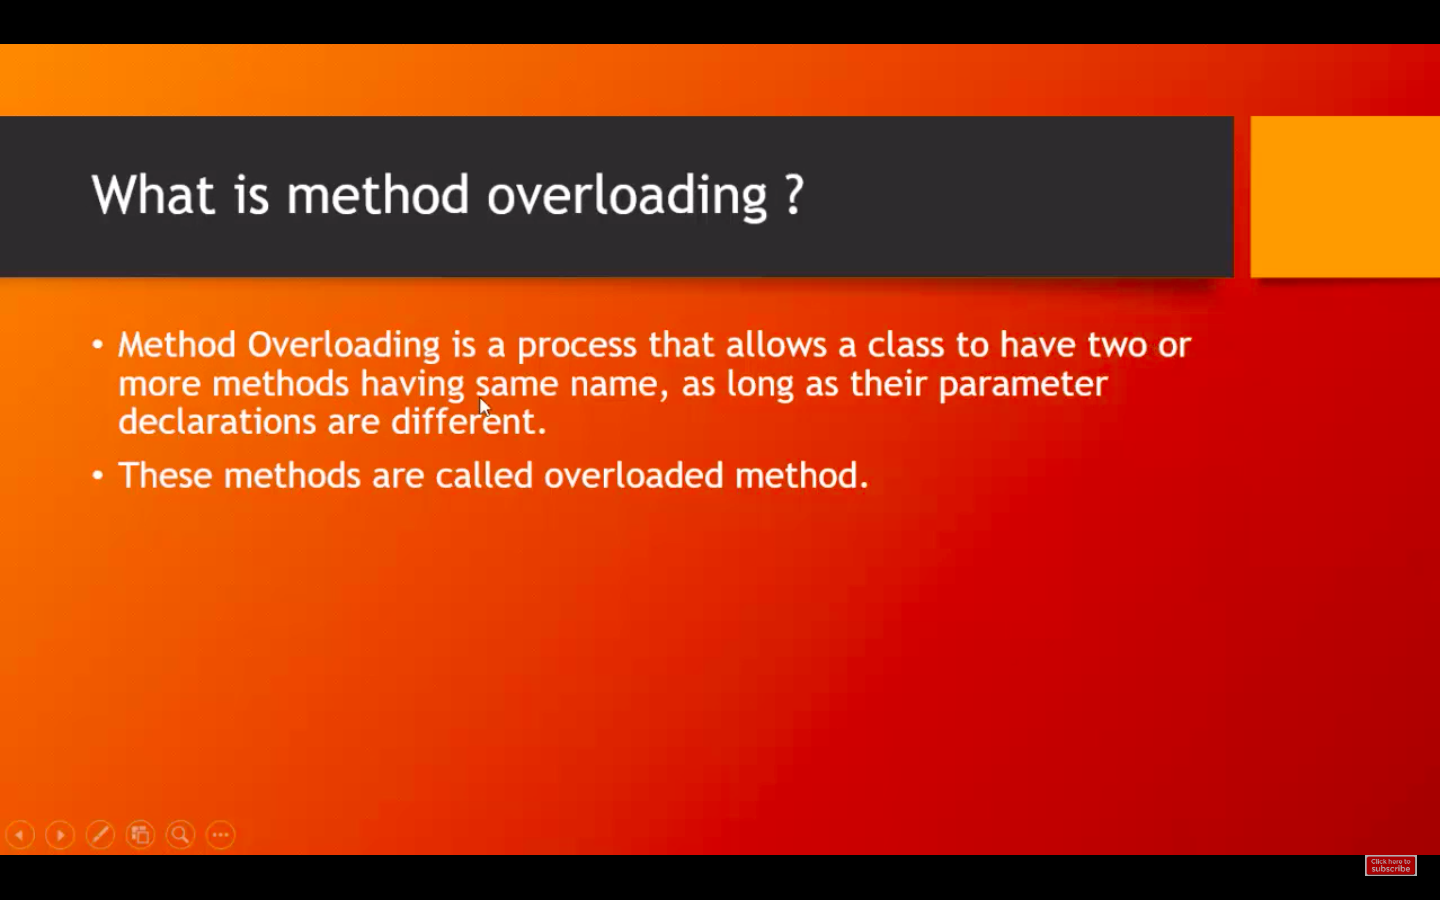 What is method overloading ?
• Method Overloading is a process that allows a class to have two or
more methods having same name, as long as their parameter
declarations are different.
• These methods are called overloaded method.
Click here to
subscribe